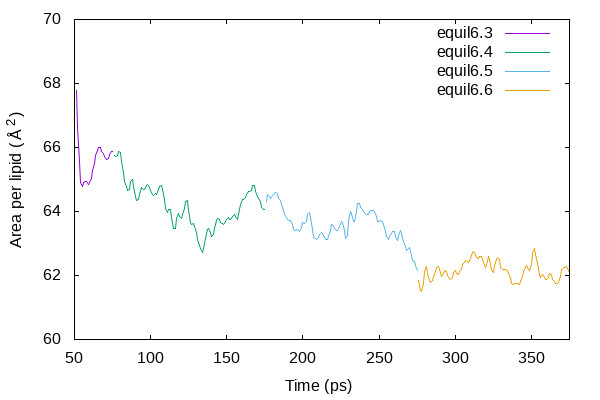 70
68
66
64
62
60
Area per lipid (Å²)
equil6.3
equil6.4
equil6.5
equil6.6
50 100 150 200 250 300 350
Time (ps)